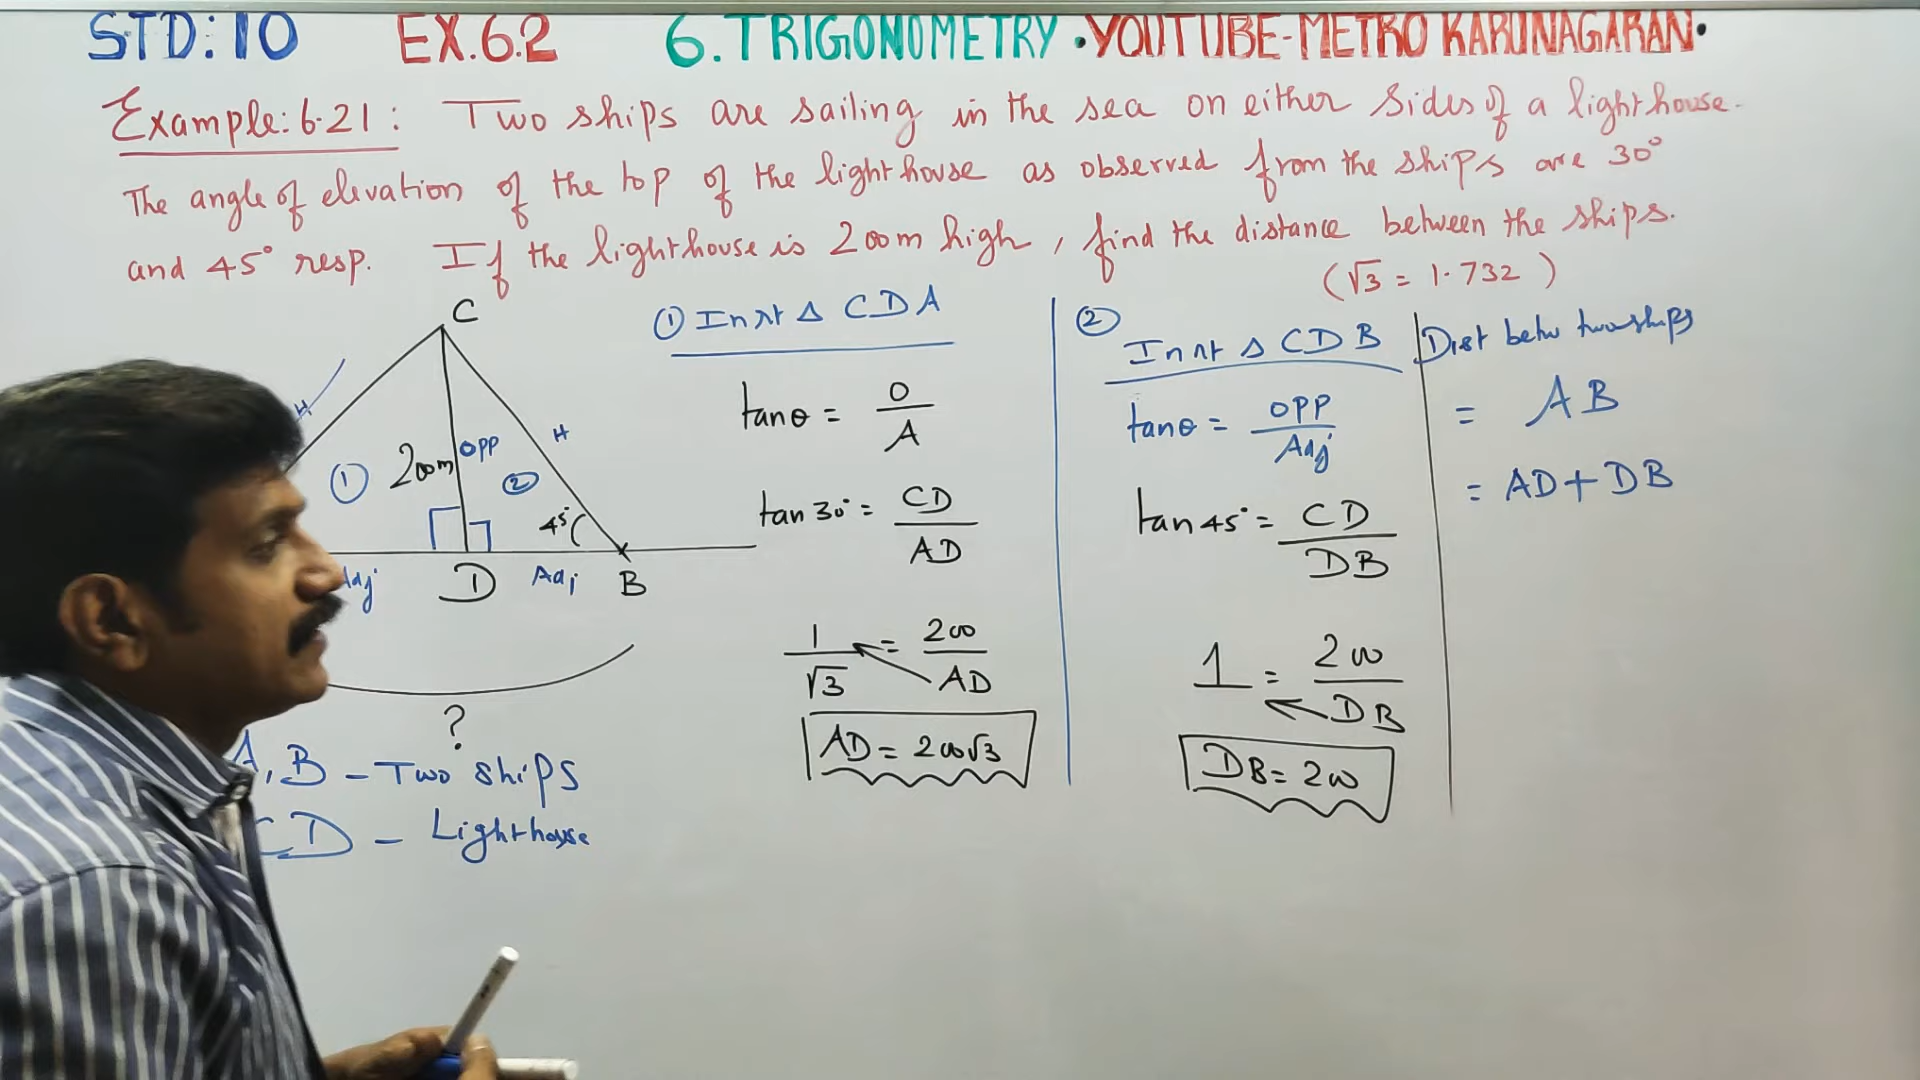 STD: 10 EX.6.2 6. TRIGONOMETRY • YOUTUBE-METRO KARUNAGARAN •
Example: 6.21: Two ships are sailing in the sea on either sides of a lighthouse.
The angle of elevation of the top of the lighthouse as observed from the ships are 30°
and 45° resp. If the lighthouse is 200m high, find the distance between the ships.
(√3 = 1.732)
C
H
H
① 200m
opp
②
45°
Adj D Adj B
?
A, B - Two ships
CD - Lighthouse
① In rt Δ CDA
tanθ = O/A
tan 30° = CD/AD
1/√3 = 200/AD
AD = 200√3
②
In rt Δ CDB
tanθ = opp/Adj
tan 45° = CD/DB
1 = 200/DB
DB = 200
Dist betw two ships
= AB
= AD + DB